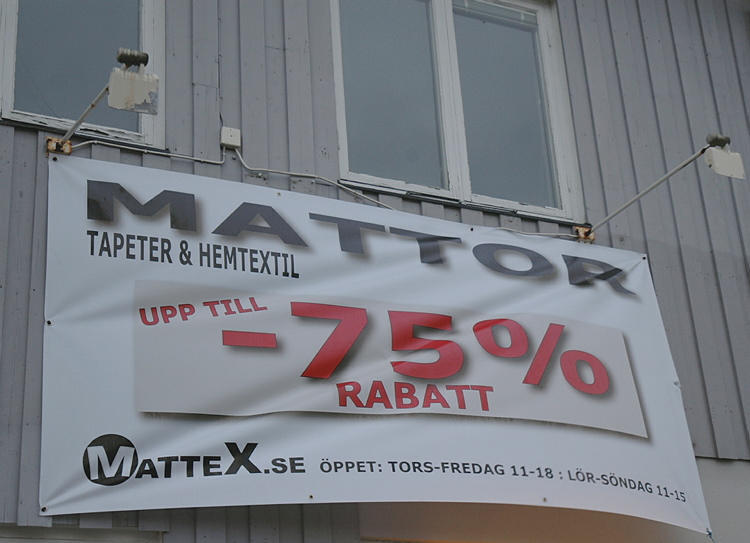 MATTOR
TAPETER & HEMTEXTIL
UPP TILL
-75%
RABATT
MATTEX.SE ÖPPET: TORS-FREDAG 11-18 : LÖR-SÖNDAG 11-15